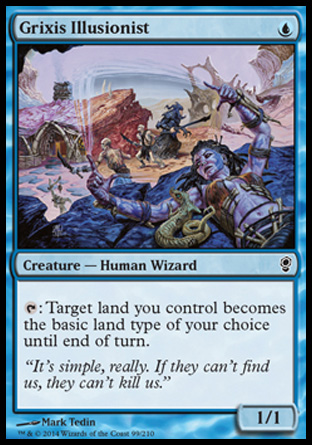 Grixis Illusionist
Creature — Human Wizard
: Target land you control becomes
the basic land type of your choice
until end of turn.
“It’s simple, really. If they can’t find
us, they can’t kill us.”
Mark Tedin
™ & © 2014 Wizards of the Coast 99/210
1/1